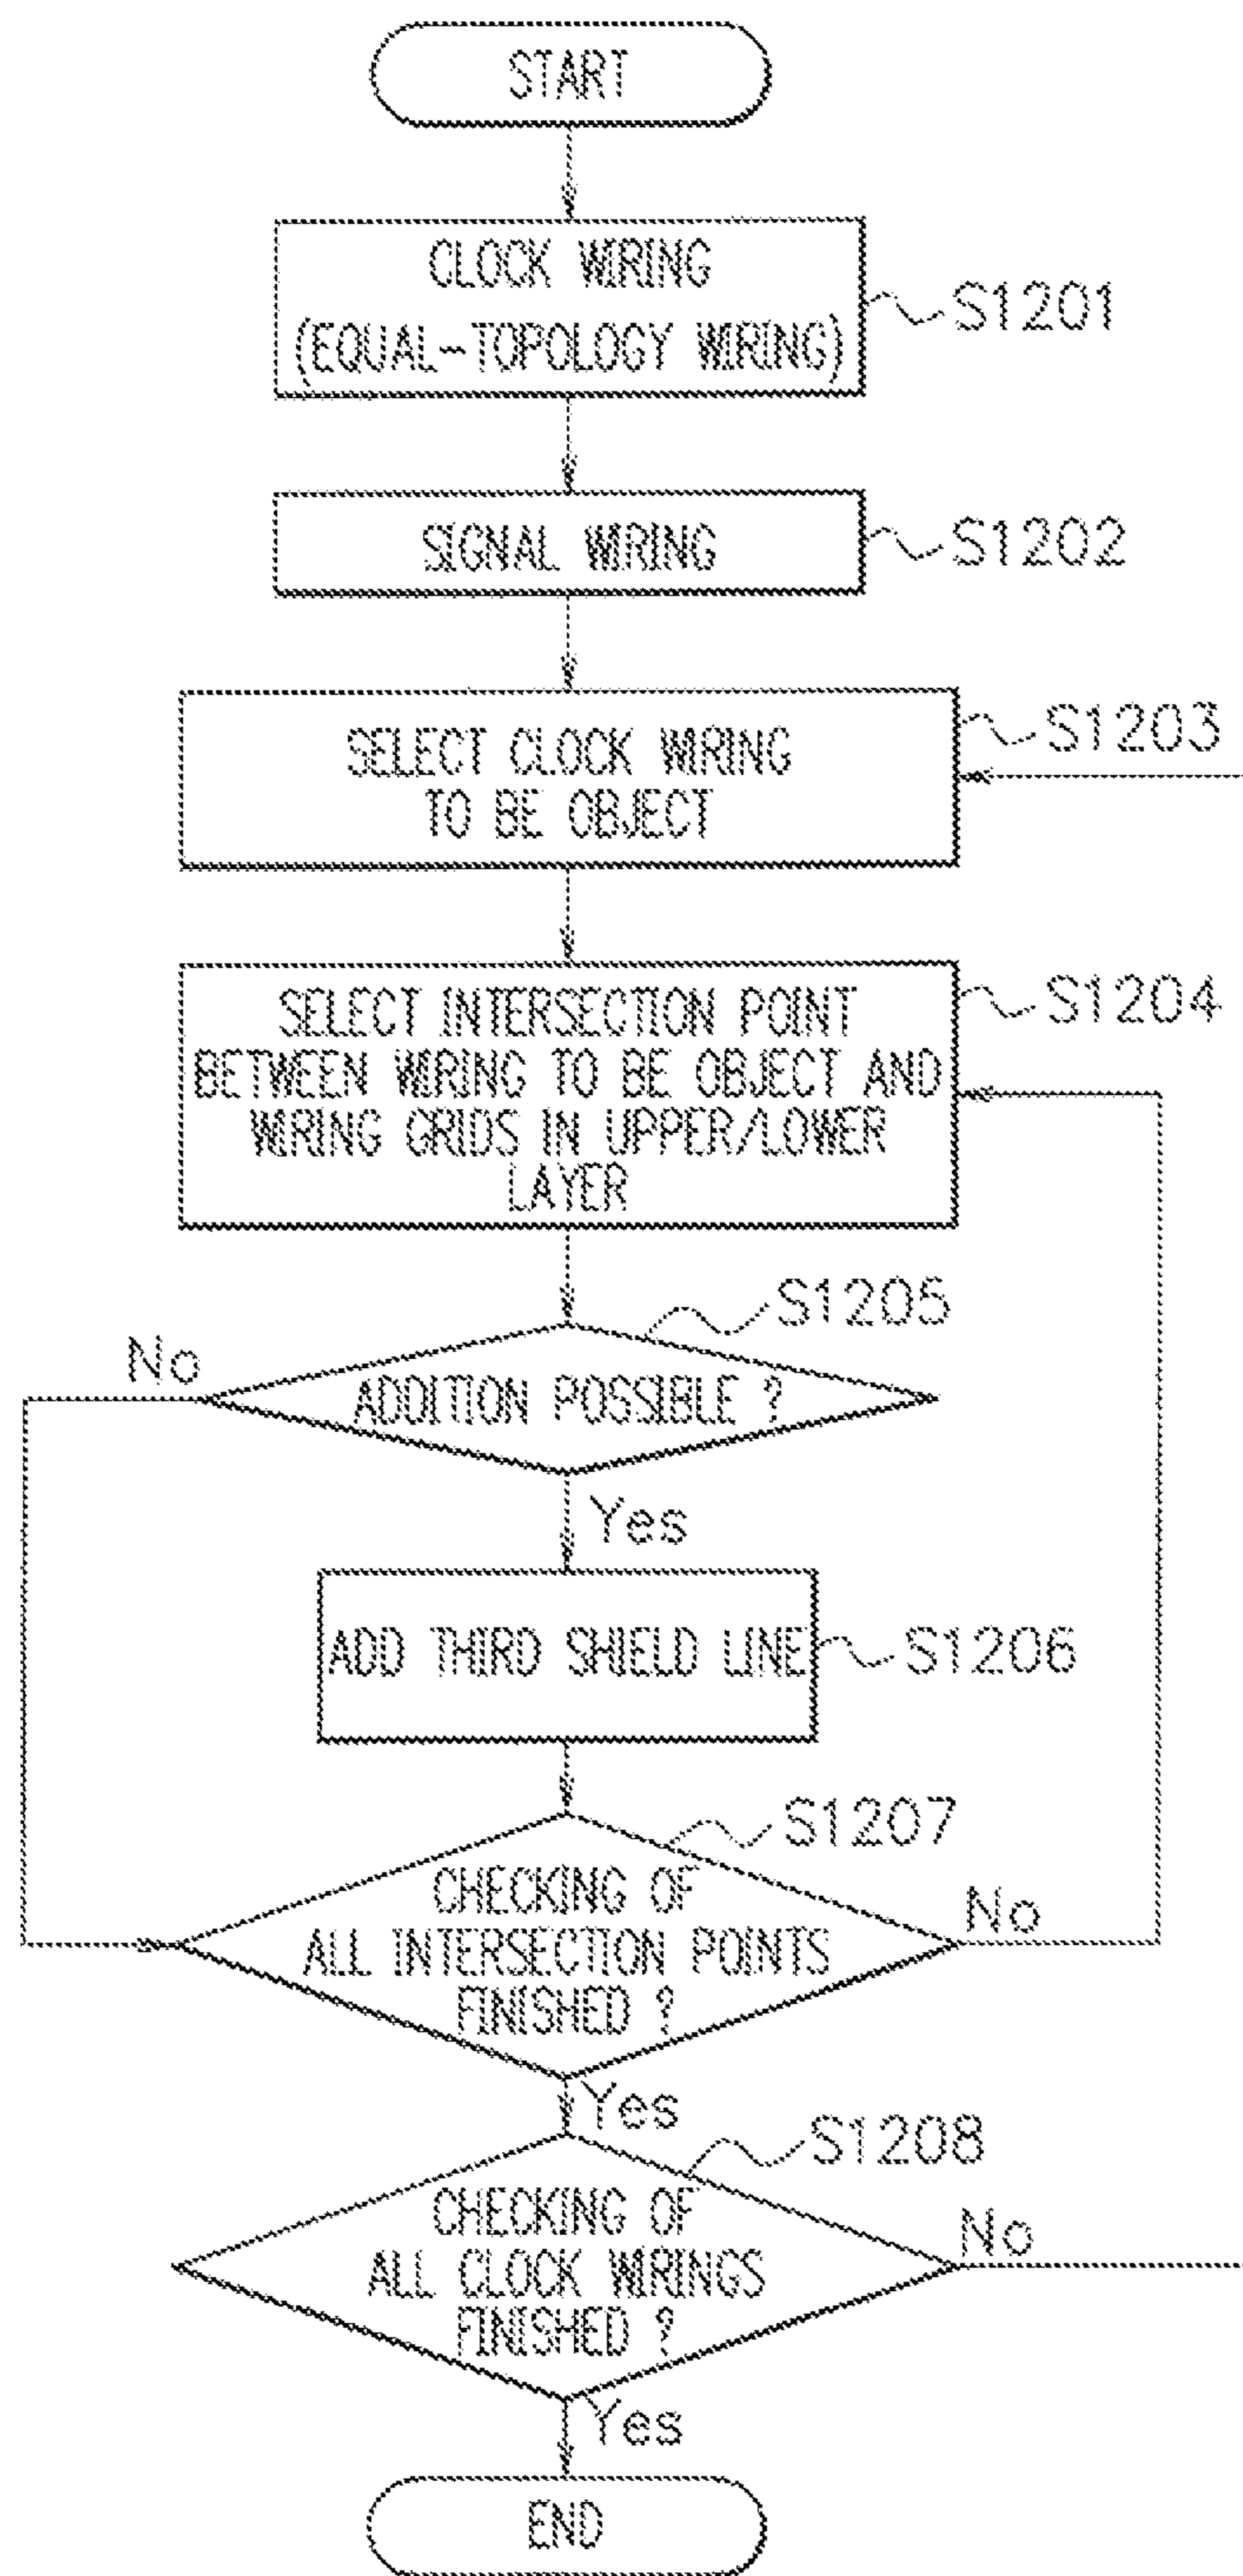 START
CLOCK WIRING
(EQUAL-TOPOLOGY WIRING)
S1201
SIGNAL WIRING
S1202
S1203
SELECT CLOCK WIRING
TO BE OBJECT
S1204
SELECT INTERSECTION POINT
BETWEEN WIRING TO BE OBJECT AND
WIRING GRIDS IN UPPER/LOWER
LAYER
S1205
No
ADDITION POSSIBLE ?
Yes
ADD THIRD SHIELD LINE
S1206
S1207
CHECKING OF
ALL INTERSECTION POINTS
FINISHED ?
No
Yes
S1208
CHECKING OF
ALL CLOCK WIRINGS
FINISHED ?
No
Yes
END